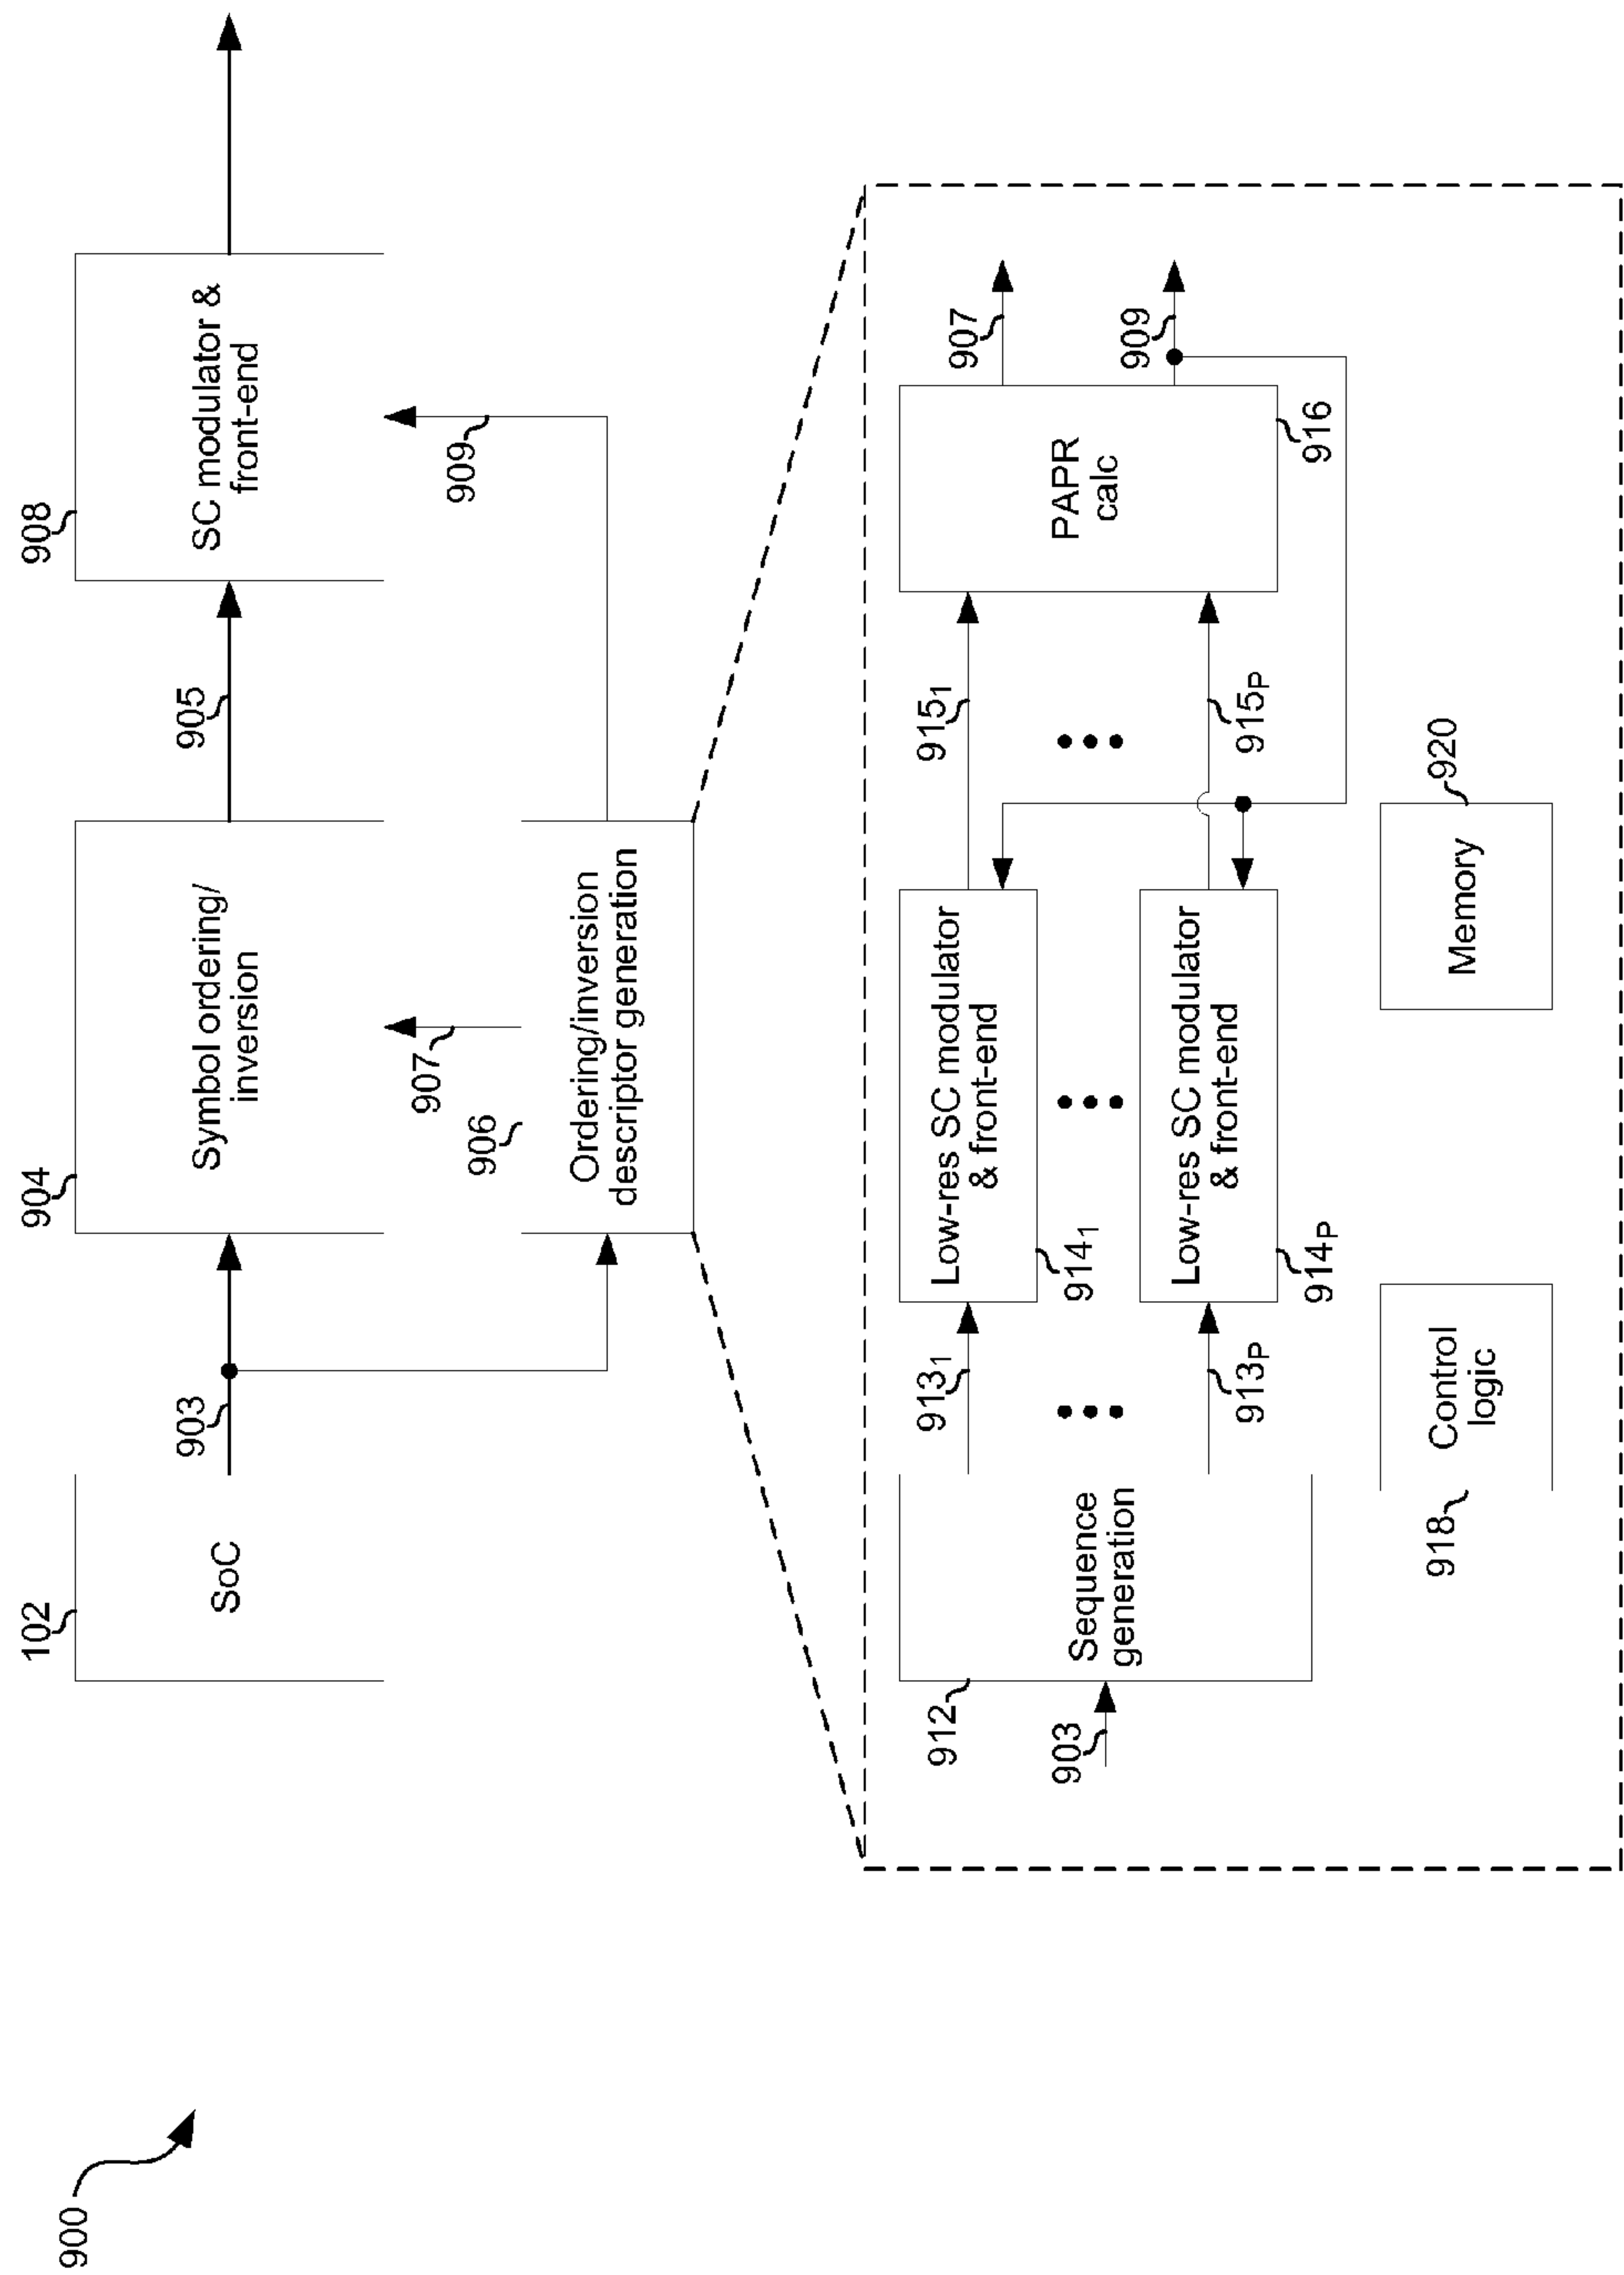 900
102
SoC
903
904
Symbol ordering/
inversion
905
908
SC modulator &
front-end
907
906
Ordering/inversion
descriptor generation
909
903
912
Sequence
generation
913₁
913P
Low-res SC modulator
& front-end
914₁
Low-res SC modulator
& front-end
914P
915₁
915P
PAPR
calc
916
907
909
918
Control
logic
Memory
920